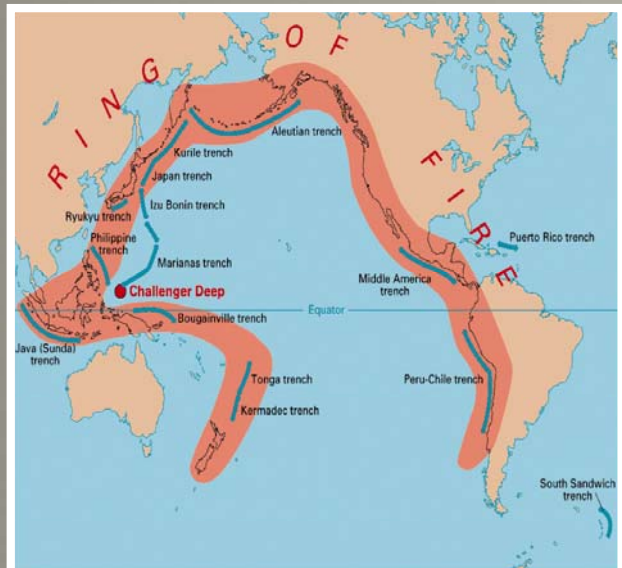 RING OF FIRE
Aleutian trench
Kurile trench
Japan trench
Izu Bonin trench
Ryukyu trench
Philippine
trench
Marianas trench
Challenger Deep
Bougainville trench
Equator
Java (Sunda)
trench
Tonga trench
Kermadec trench
Puerto Rico trench
Middle America
trench
Peru-Chile trench
South Sandwich
trench